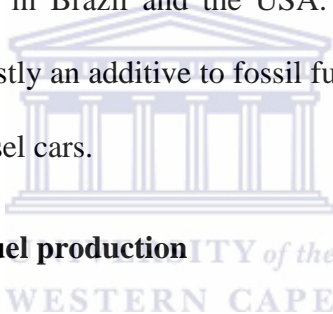 in Brazil and the USA.
stly an additive to fossil fu
sel cars.
uel production
UNIVERSITY of the
WESTERN CAPE